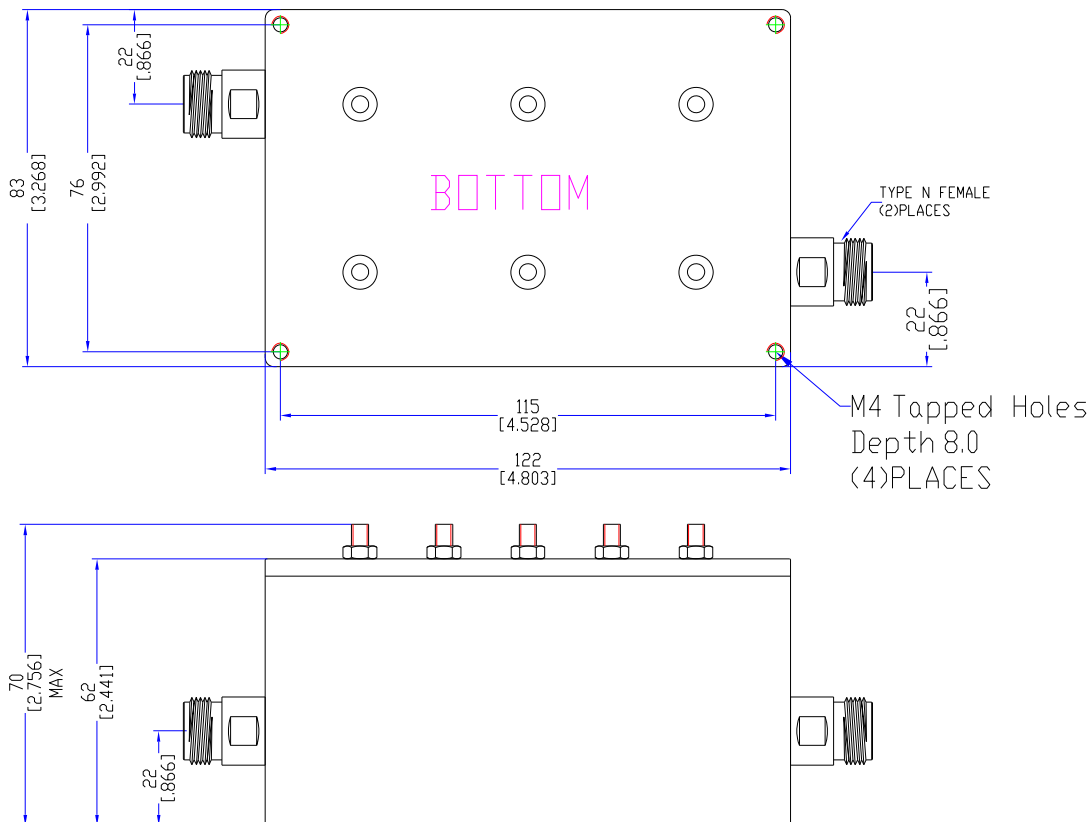 22
[.866]
83
[3.268]
76
[2.992]
BOTTOM
TYPE N FEMALE
(2)PLACES
22
[.866]
115
[4.528]
122
[4.803]
M4 Tapped Holes
Depth 8.0
(4)PLACES
70
[2.756]
MAX
62
[2.441]
22
[.866]